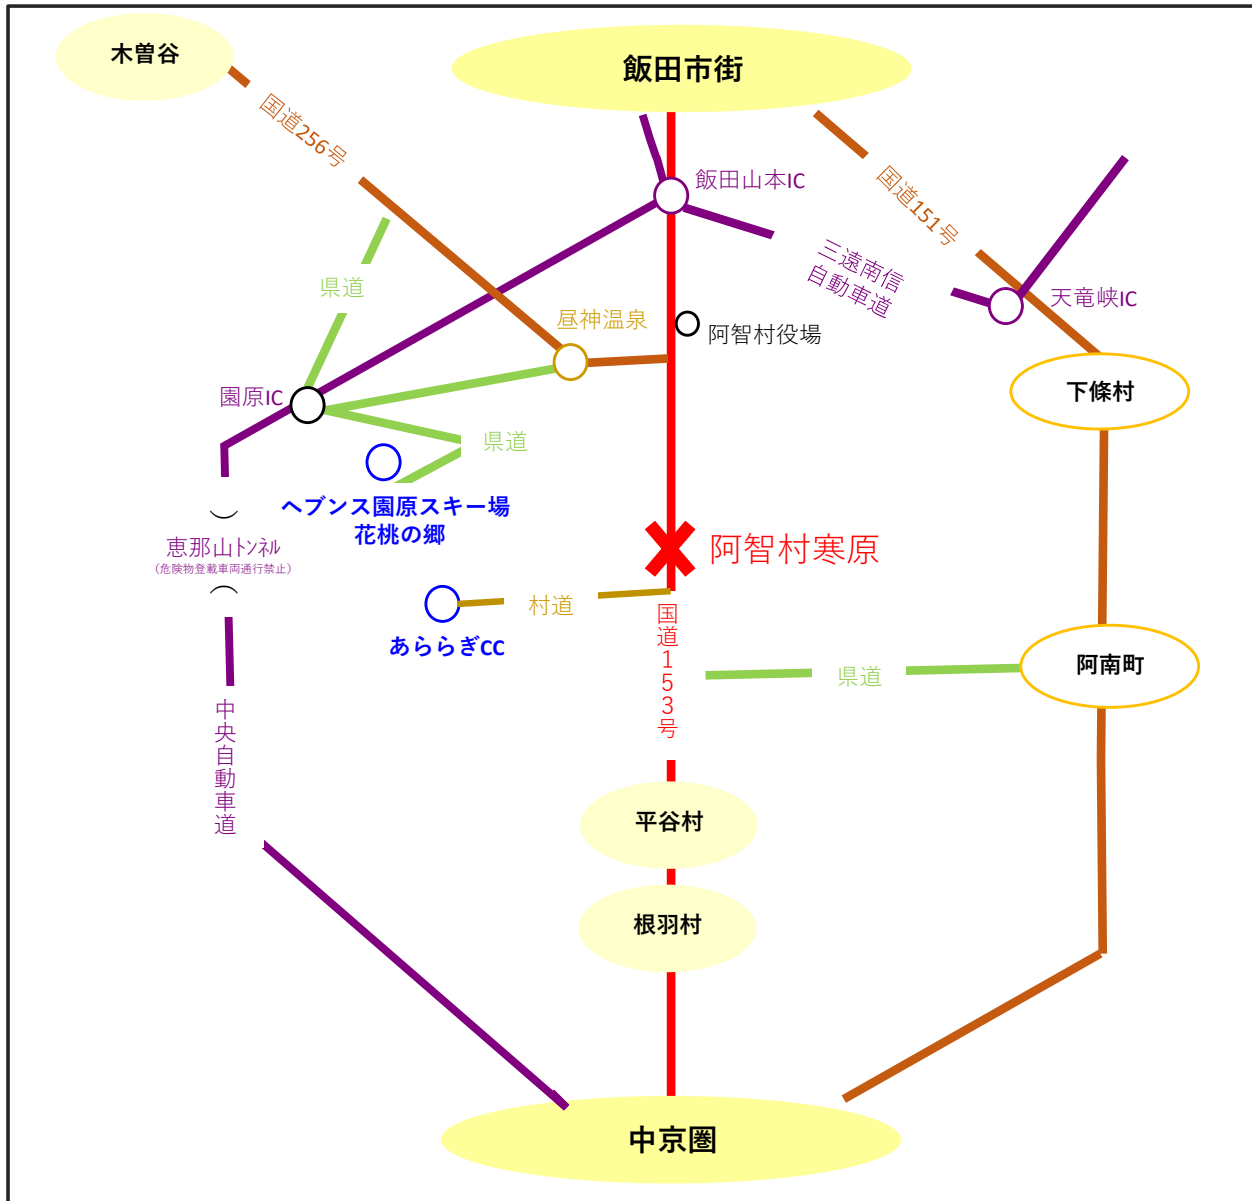 木曽谷
飯田市街
国道256号
飯田山本IC
国道151号
三遠南信
自動車道
天竜峡IC
県道
昼神温泉
阿智村役場
園原IC
下條村
県道
ヘブンス園原スキー場
花桃の郷
恵那山ﾄﾝﾈﾙ
(危険物登載車両通行禁止)
阿智村寒原
村道
あららぎCC
国道153号
県道
阿南町
中央自動車道
平谷村
根羽村
中京圏